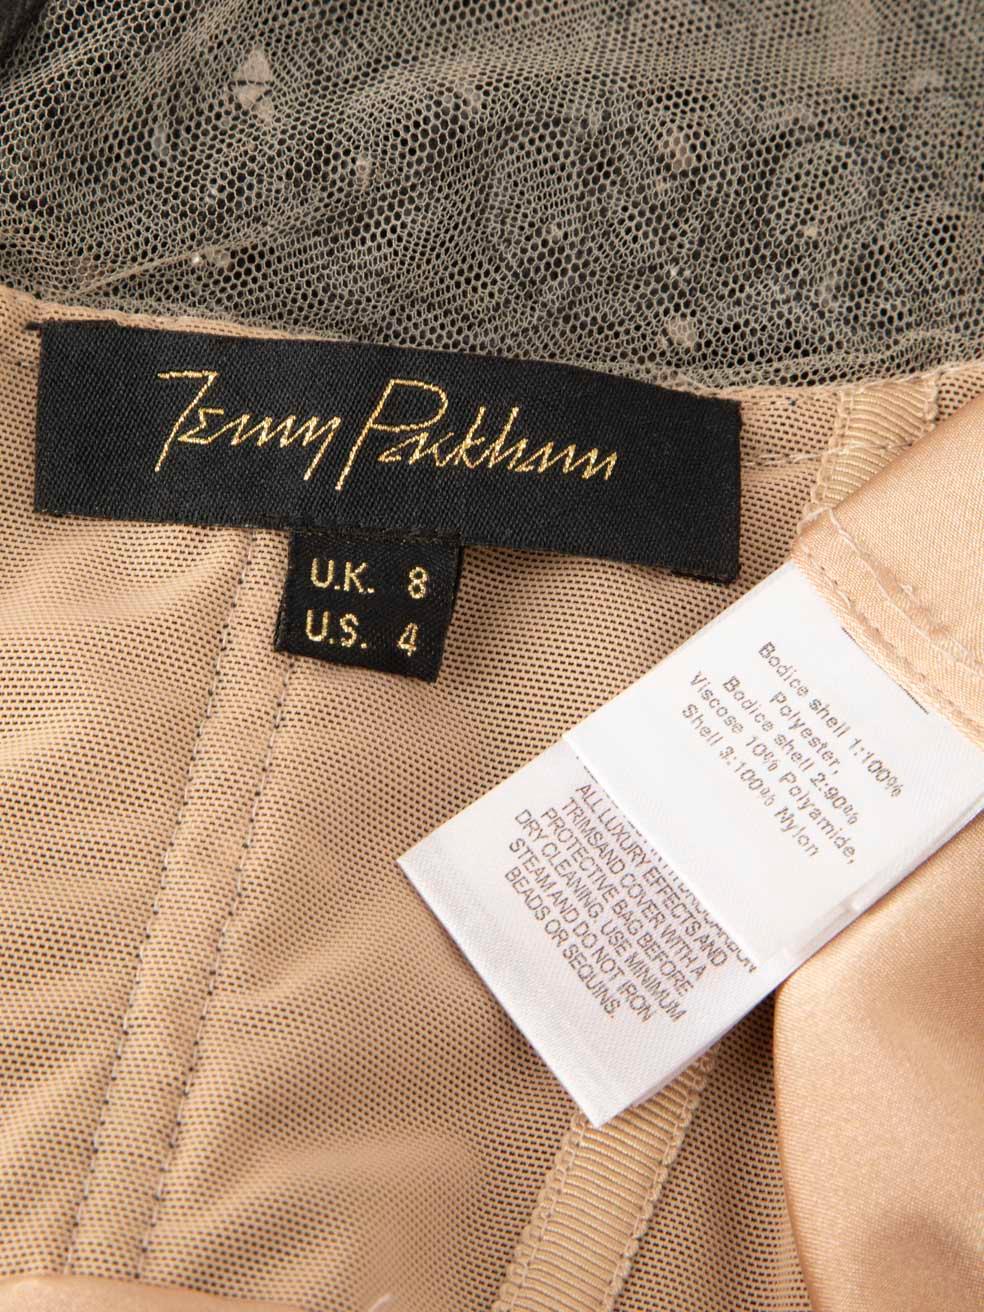 Jenny Packham
U.K. 8
U.S. 4
Bodice shell 1:100%
Polyester,
Bodice shell 2:90%
Viscose 10% Polyamide,
Shell 3:100% Nylon
ALL LUXURY EFFECTS AND
TRIMSAND COVER WITH A
PROTECTIVE BAG BEFORE
DRY CLEANING. USE MINIMUM
STEAM AND DO NOT IRON
BEADS OR SEQUINS.